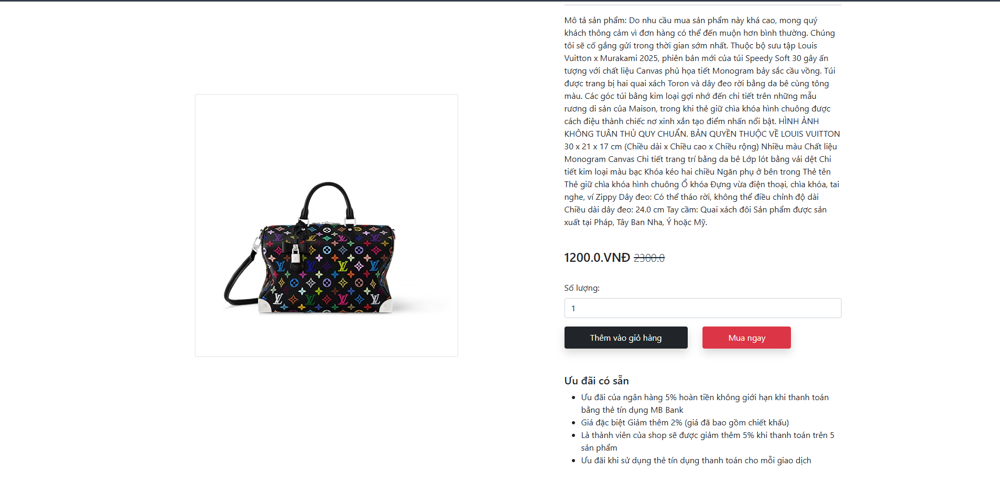 Mô tả sản phẩm: Do nhu cầu mua sản phẩm này khá cao, mong quý
khách thông cảm vì đơn hàng có thể đến muộn hơn bình thường. Chúng
tôi sẽ cố gắng gửi trong thời gian sớm nhất. Thuộc bộ sưu tập Louis
Vuitton x Murakami 2025, phiên bản mới của túi Speedy Soft 30 gây ấn
tượng với chất liệu Canvas phủ họa tiết Monogram bảy sắc cầu vồng. Túi
được trang bị hai quai xách Toron và dây đeo rời bằng da bê cùng tông
màu. Các góc túi bằng kim loại gợi nhớ đến chi tiết trên những mẫu
rương di sản của Maison, trong khi thẻ giữ chìa khóa hình chuông được
cách điệu thành chiếc nơ xinh xắn tạo điểm nhấn nổi bật. HÌNH ẢNH
KHÔNG TUÂN THỦ QUY CHUẨN. BẢN QUYỀN THUỘC VỀ LOUIS VUITTON
30 x 21 x 17 cm (Chiều dài x Chiều cao x Chiều rộng) Nhiều màu Chất liệu
Monogram Canvas Chi tiết trang trí bằng da bê Lớp lót bằng vải dệt Chi
tiết kim loại màu bạc Khóa kéo hai chiều Ngăn phụ ở bên trong Thẻ tên
Thẻ giữ chìa khóa hình chuông Ổ khóa Đựng vừa điện thoại, chìa khóa, tai
nghe, ví Zippy Dây đeo: Có thể tháo rời, không thể điều chỉnh độ dài
Chiều dài dây đeo: 24.0 cm Tay cầm: Quai xách đôi Sản phẩm được sản
xuất tại Pháp, Tây Ban Nha, Ý hoặc Mỹ.
1200.0.VNĐ 2300.0
Số lượng:
1
Thêm vào giỏ hàng Mua ngay
Ưu đãi có sẵn
Ưu đãi của ngân hàng 5% hoàn tiền không giới hạn khi thanh toán
bằng thẻ tín dụng MB Bank
Giá đặc biệt Giảm thêm 2% (giá đã bao gồm chiết khấu)
Là thành viên của shop sẽ được giảm thêm 5% khi thanh toán trên 5
sản phẩm
Ưu đãi khi sử dụng thẻ tín dụng thanh toán cho mỗi giao dịch